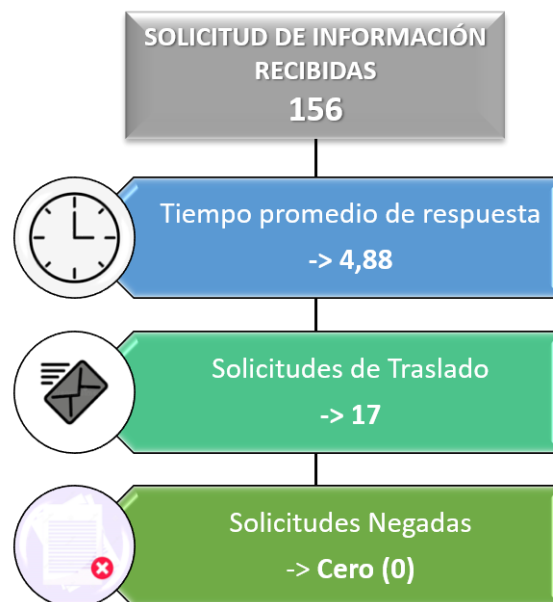 SOLICITUD DE INFORMACIÓN
RECIBIDAS
156
Tiempo promedio de respuesta
-> 4,88
Solicitudes de Traslado
-> 17
Solicitudes Negadas
-> Cero (0)